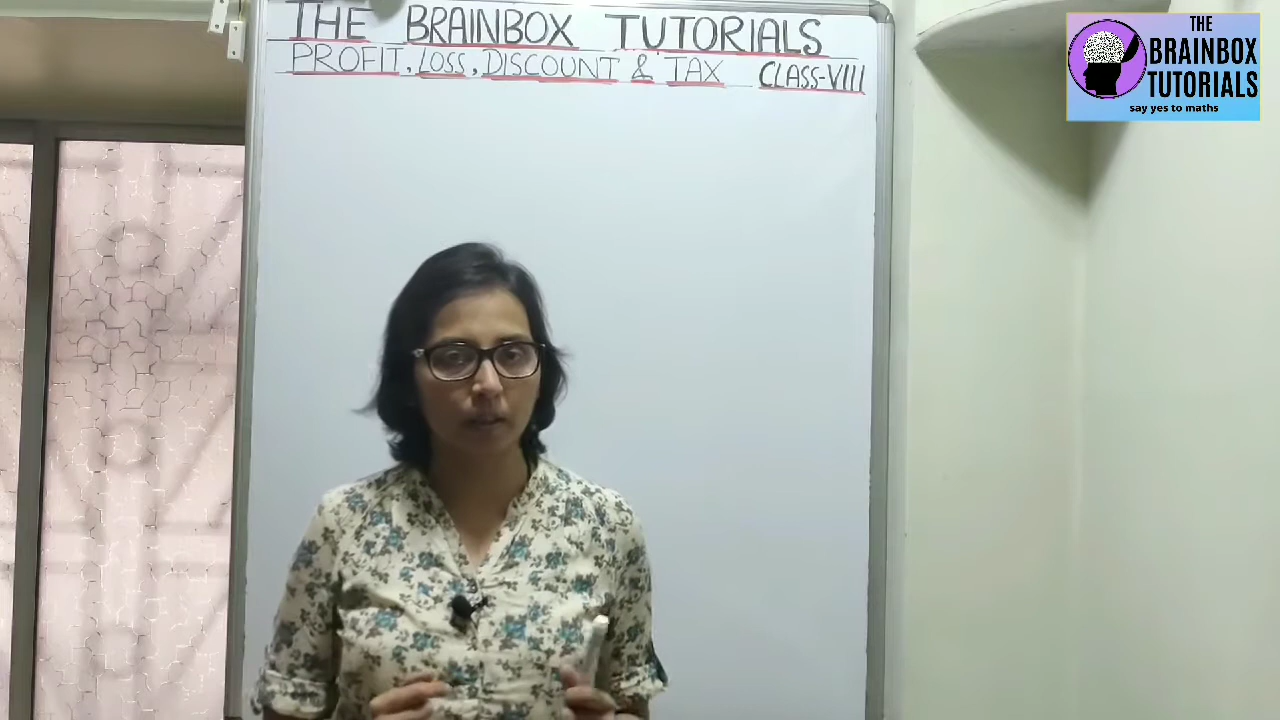 THE BRAINBOX TUTORIALS
PROFIT, LOSS, DISCOUNT & TAX CLASS-VIII
THE
BRAINBOX
TUTORIALS
say yes to maths